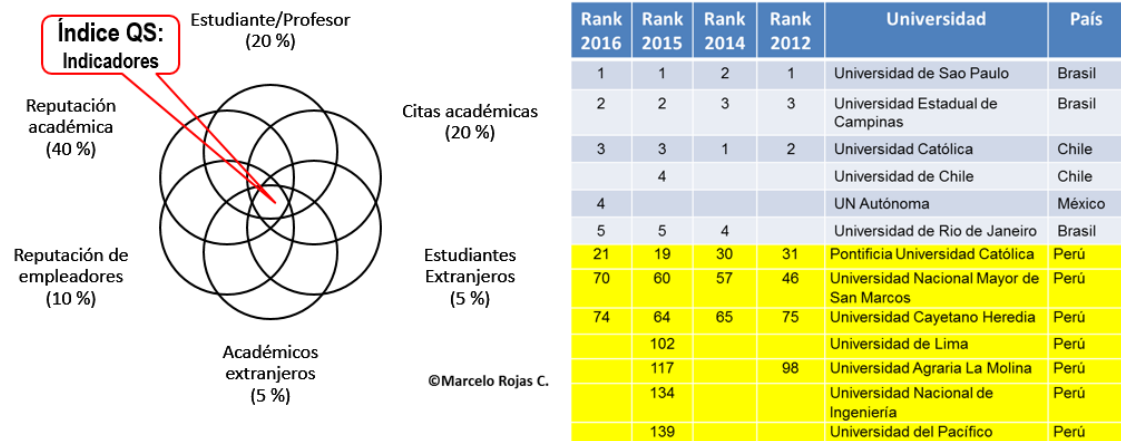 Índice QS:
Indicadores
Estudiante/Profesor
(20 %)
Citas académicas
(20 %)
Reputación
académica
(40 %)
Reputación de
empleadores
(10 %)
Estudiantes
Extranjeros
(5 %)
Académicos
extranjeros
(5 %)
©Marcelo Rojas C.
Rank 2016 Rank 2015 Rank 2014 Rank 2012 Universidad País
1 1 2 1 Universidad de Sao Paulo Brasil
2 2 3 3 Universidad Estadual de Campinas Brasil
3 3 1 2 Universidad Católica Chile
4 Universidad de Chile Chile
4 UN Autónoma México
5 5 4 Universidad de Rio de Janeiro Brasil
21 19 30 31 Pontificia Universidad Católica Perú
70 60 57 46 Universidad Nacional Mayor de San Marcos Perú
74 64 65 75 Universidad Cayetano Heredia Perú
102 Universidad de Lima Perú
117 98 Universidad Agraria La Molina Perú
134 Universidad Nacional de Ingeniería Perú
139 Universidad del Pacífico Perú